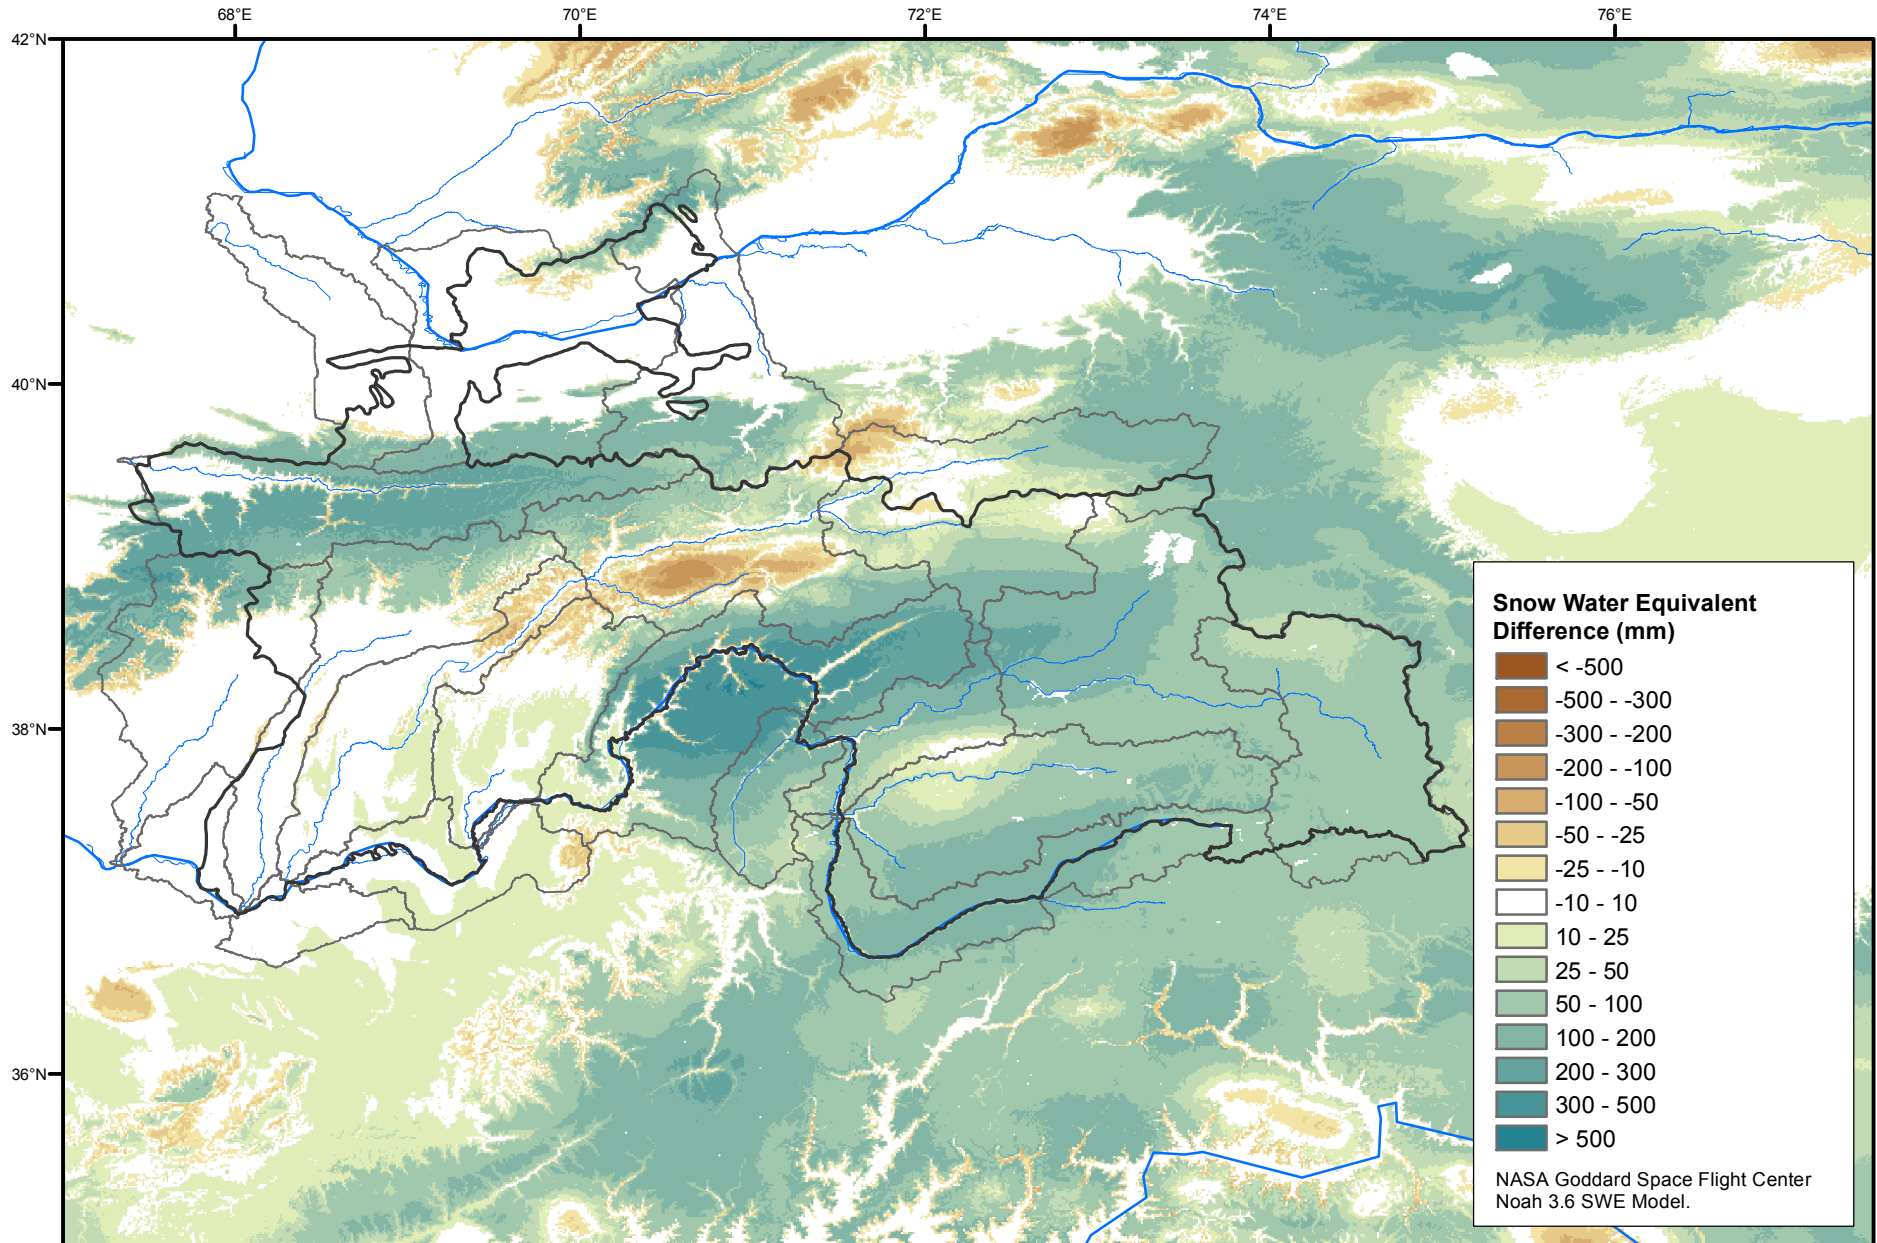 68°E
70°E
72°E
74°E
76°E
42°N
40°N
38°N
36°N
Snow Water Equivalent
Difference (mm)
< -500
-500 - -300
-300 - -200
-200 - -100
-100 - -50
-50 - -25
-25 - -10
-10 - 10
10 - 25
25 - 50
50 - 100
100 - 200
200 - 300
300 - 500
> 500
NASA Goddard Space Flight Center
Noah 3.6 SWE Model.